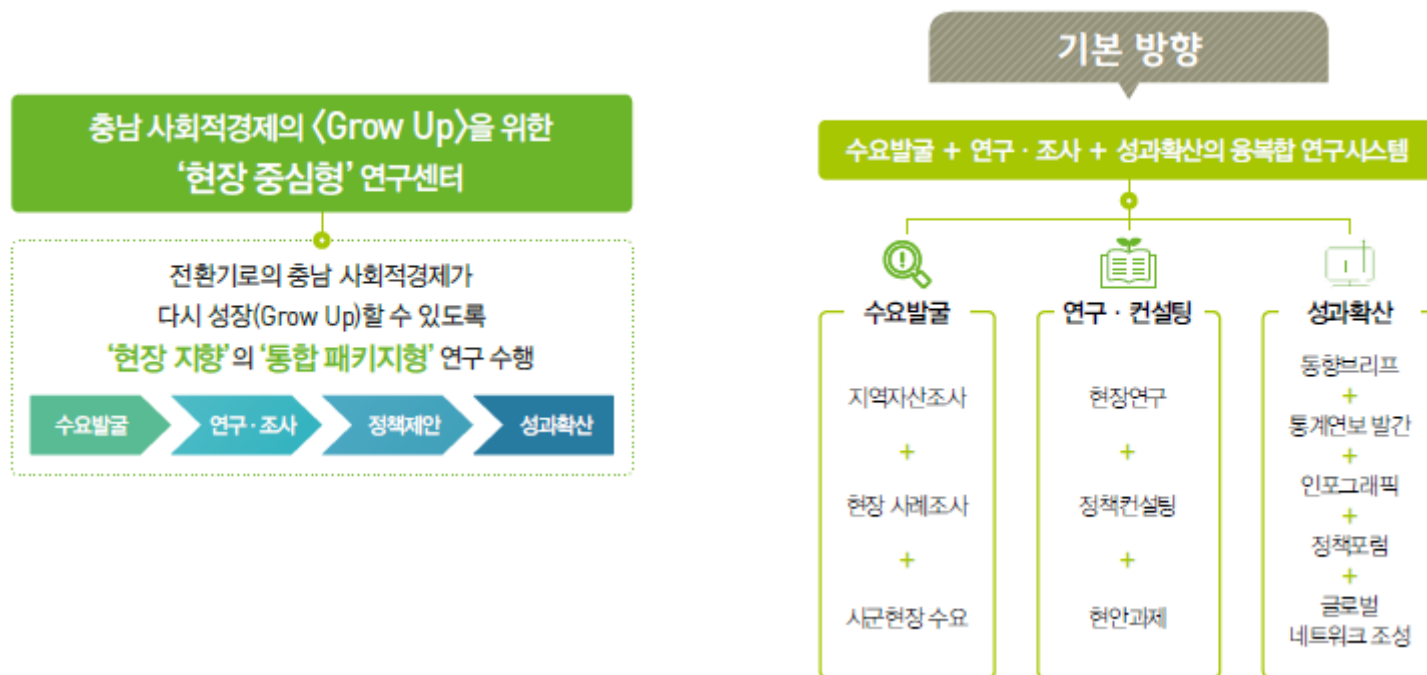 충남 사회적경제의 〈Grow Up〉을 위한
‘현장 중심형’ 연구센터
전환기로의 충남 사회적경제가
다시 성장(Grow Up)할 수 있도록
‘현장 지향’의 ‘통합 패키지형’ 연구 수행
수요발굴
연구 · 조사
정책제안
성과확산
기본 방향
수요발굴 + 연구 · 조사 + 성과확산의 융복합 연구시스템
수요발굴
지역자산조사
+
현장 사례조사
+
시군현장 수요
연구 · 컨설팅
현장연구
+
정책컨설팅
+
현안과제
성과확산
동향브리프
+
통계연보 발간
+
인포그래픽
+
정책포럼
+
글로벌
네트워크 조성